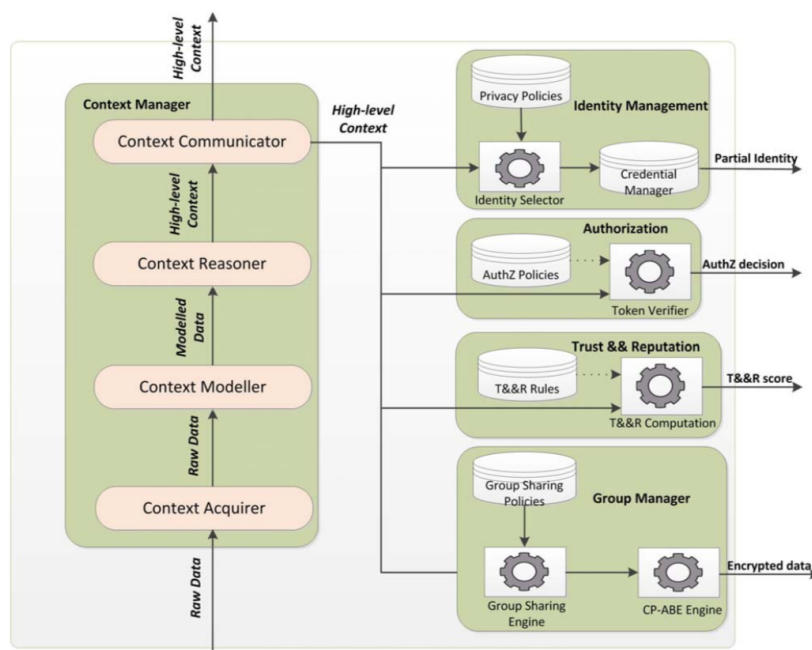 High-level
Context
Context Manager
Context Communicator
High-level
Context
Context Reasoner
Modelled
Data
Context Modeller
Raw Data
Context Acquirer
Raw Data
High-level
Context
Privacy Policies
Identity Management
Identity Selector
Credential
Manager
Partial Identity
Authorization
AuthZ Policies
Token Verifier
AuthZ decision
Trust && Reputation
T&&R Rules
T&&R Computation
T&&R score
Group Sharing
Policies
Group Manager
Group Sharing
Engine
CP-ABE Engine
Encrypted data